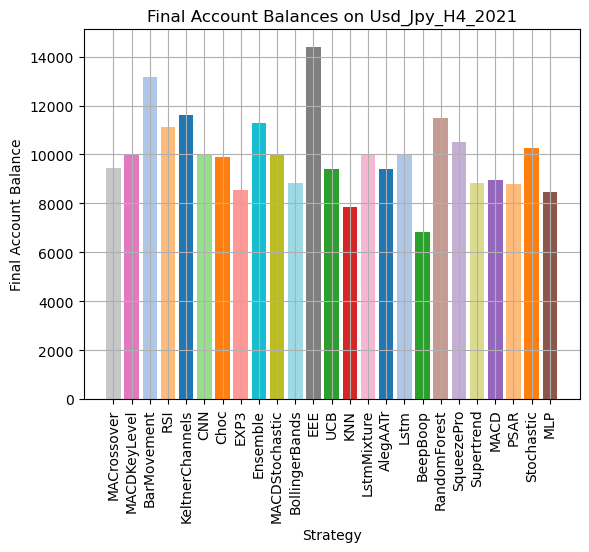 Final Account Balances on Usd_Jpy_H4_2021
Final Account Balance
14000
12000
10000
8000
6000
4000
2000
0
MACrossover
MACDKeyLevel
BarMovement
RSI
KeltnerChannels
CNN
Choc
EXP3
Ensemble
MACDStochastic
BollingerBands
EEE
UCB
KNN
LstmMixture
AlegAATr
Lstm
BeepBoop
RandomForest
SqueezePro
Supertrend
MACD
PSAR
Stochastic
MLP
Strategy